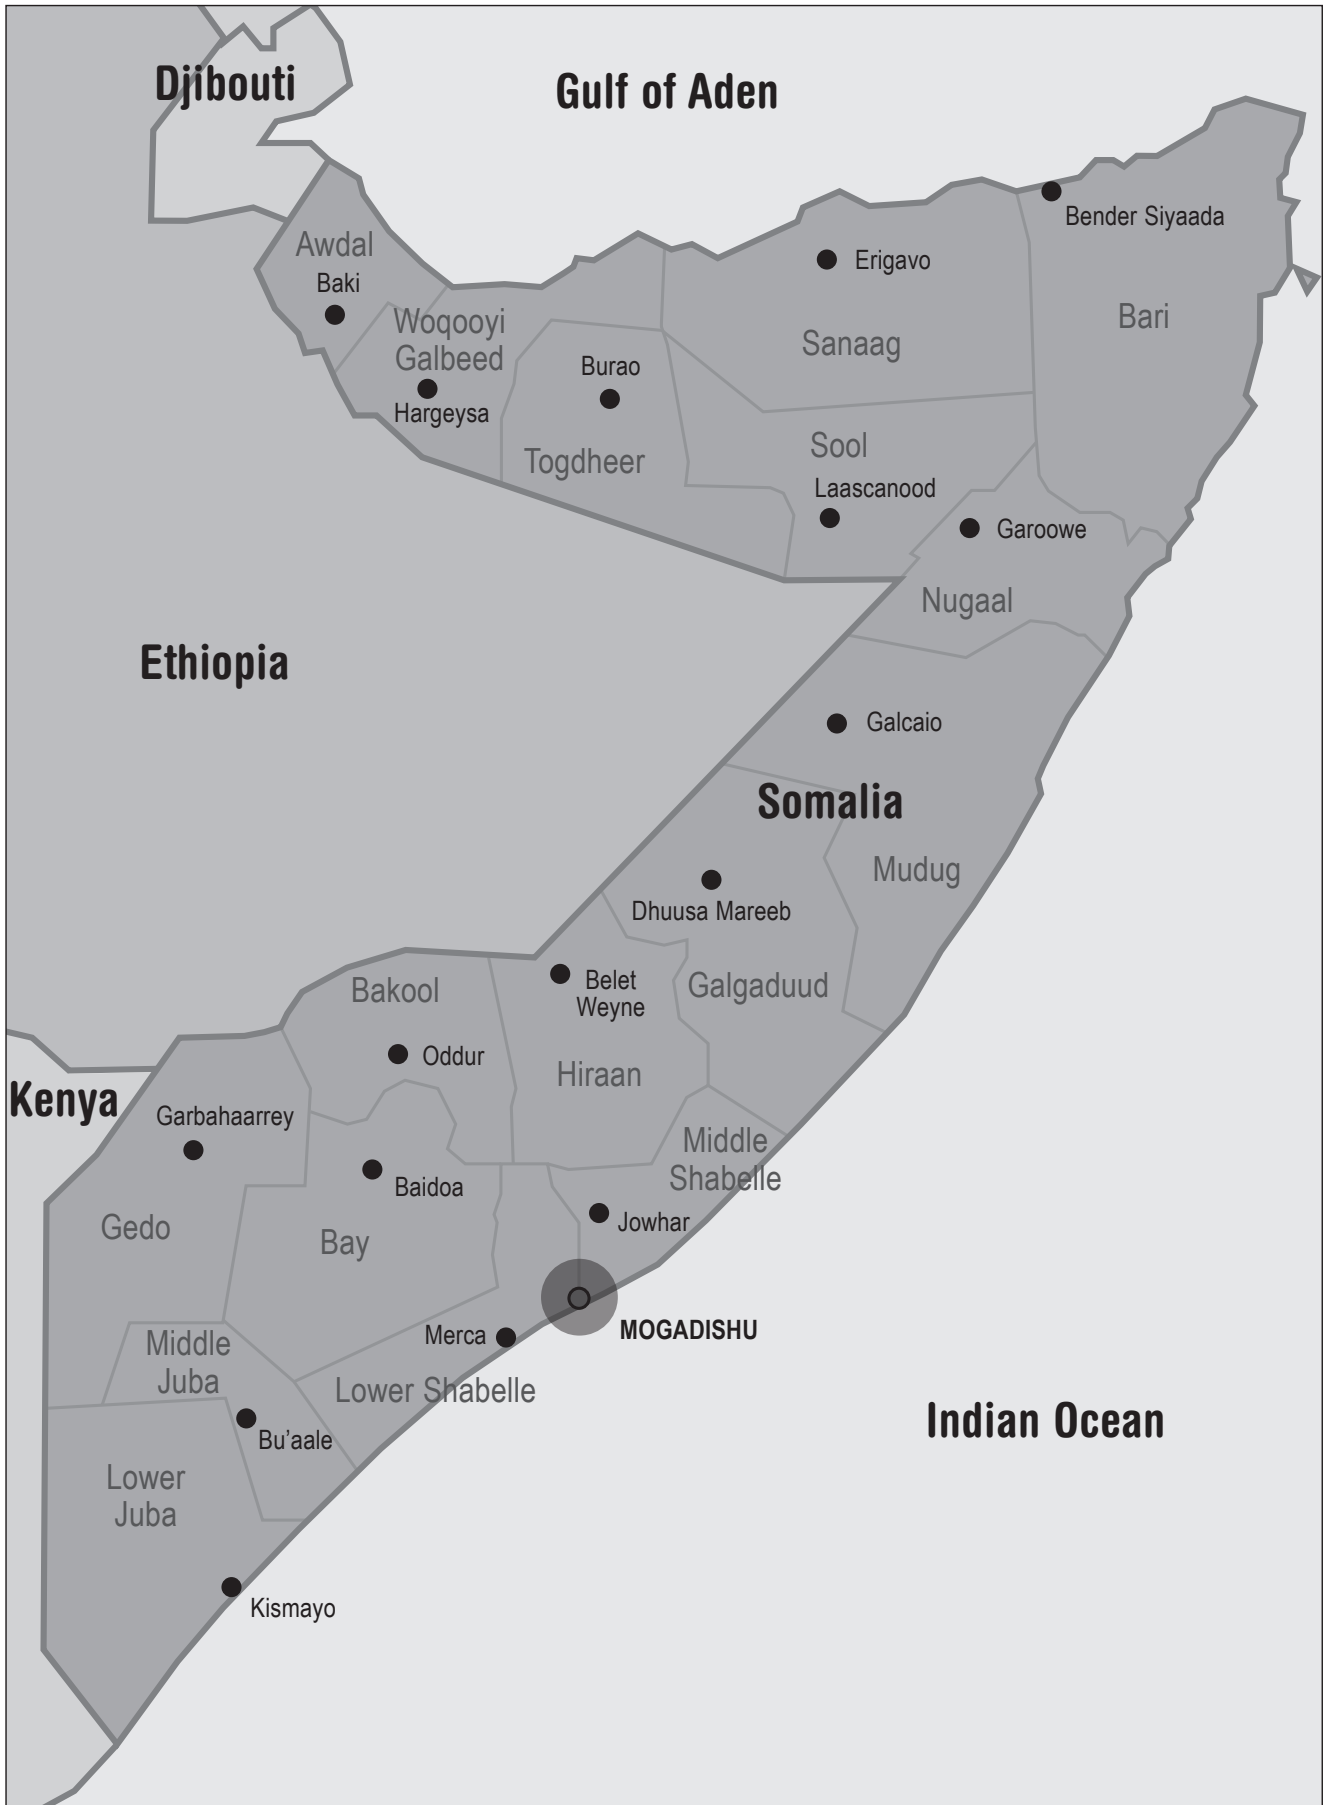 Djibouti
Gulf of Aden
Bender Siyaada
Awdal
Erigavo
Baki
Bari
Woqooyi
Galbeed
Sanaag
Burao
Hargeysa
Sool
Togdheer
Laascanood
Garoowe
Nugaal
Ethiopia
Galcaio
Somalia
Mudug
Dhuusa Mareeb
Belet
Weyne
Galgaduud
Bakool
Oddur
Hiraan
Kenya
Garbahaarrey
Middle
Shabelle
Baidoa
Jowhar
Gedo
Bay
MOGADISHU
Merca
Middle
Juba
Lower Shabelle
Indian Ocean
Bu’aale
Lower
Juba
Kismayo